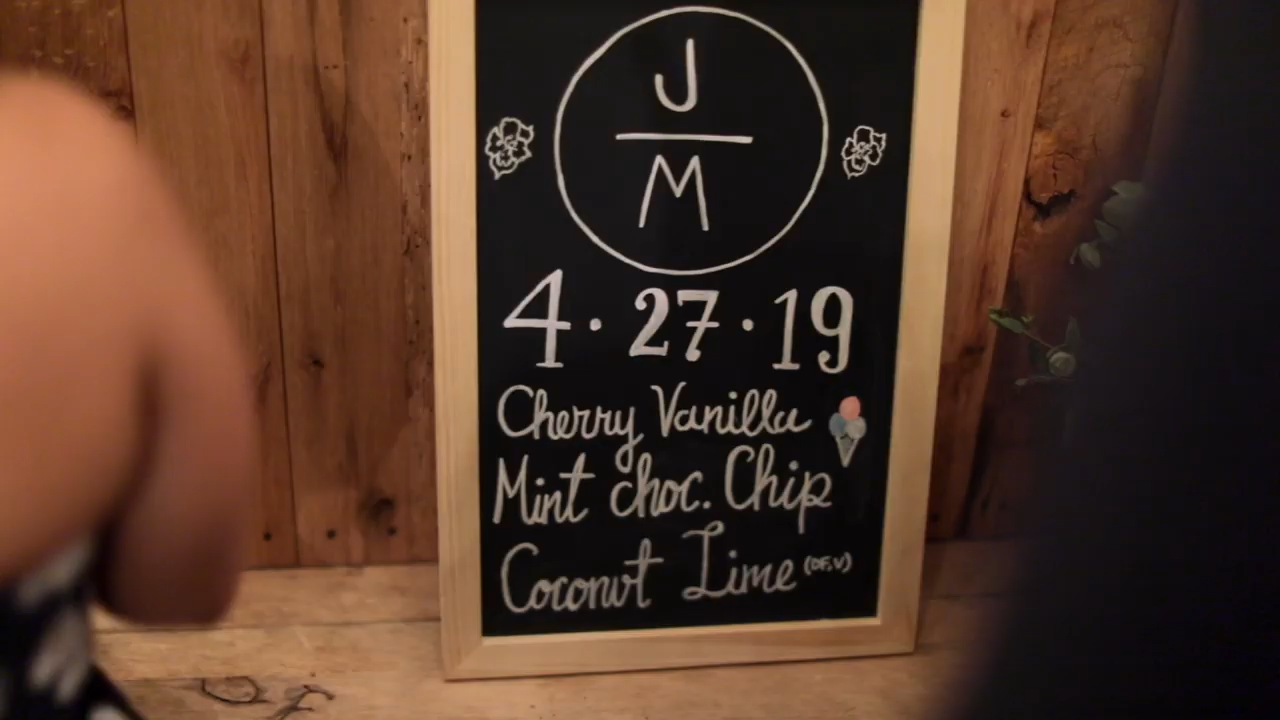 J
M
4·27·19
Cherry Vanilla
Mint choc. Chip
Coconut Lime (DF,V)